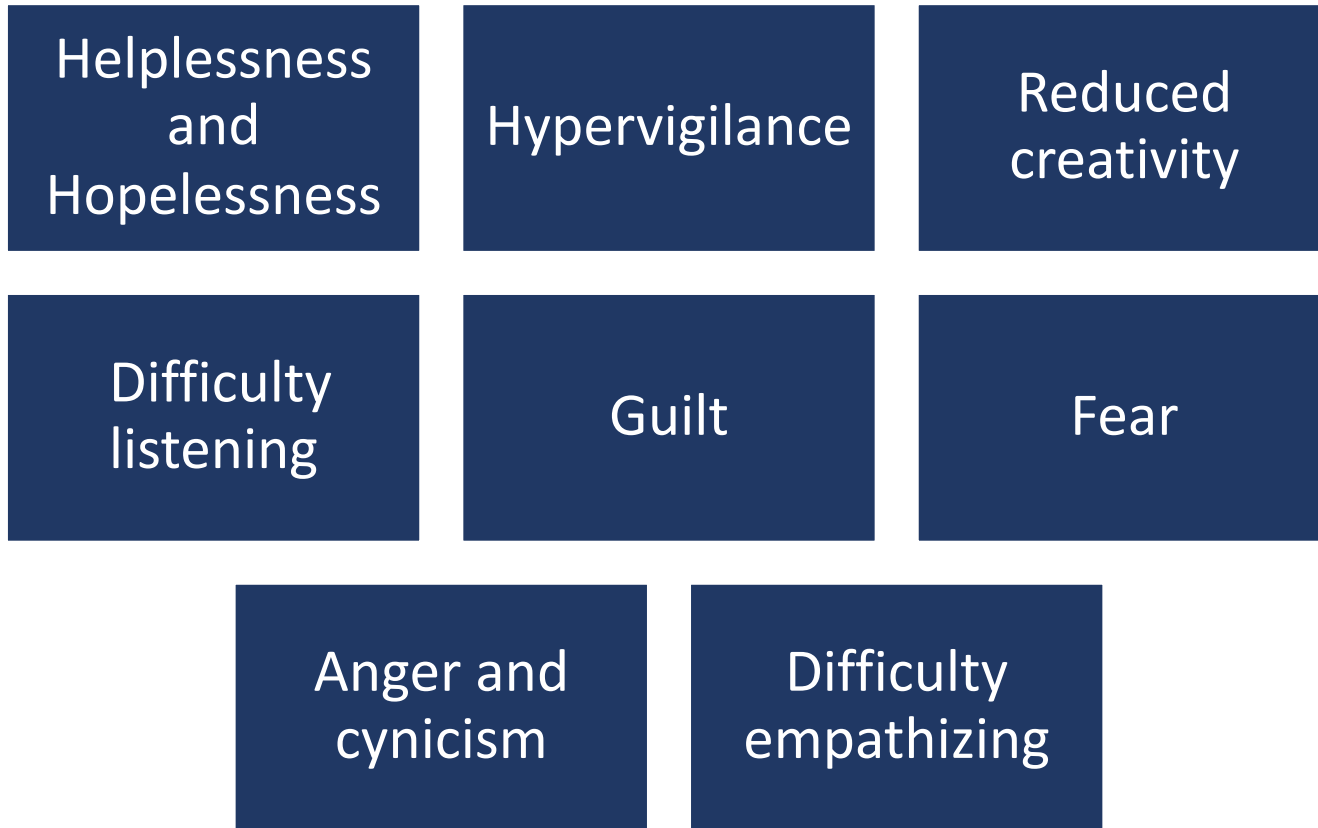 Helplessness
and
Hopelessness
Hypervigilance
Reduced
creativity
Difficulty
listening
Guilt
Fear
Anger and
cynicism
Difficulty
empathizing